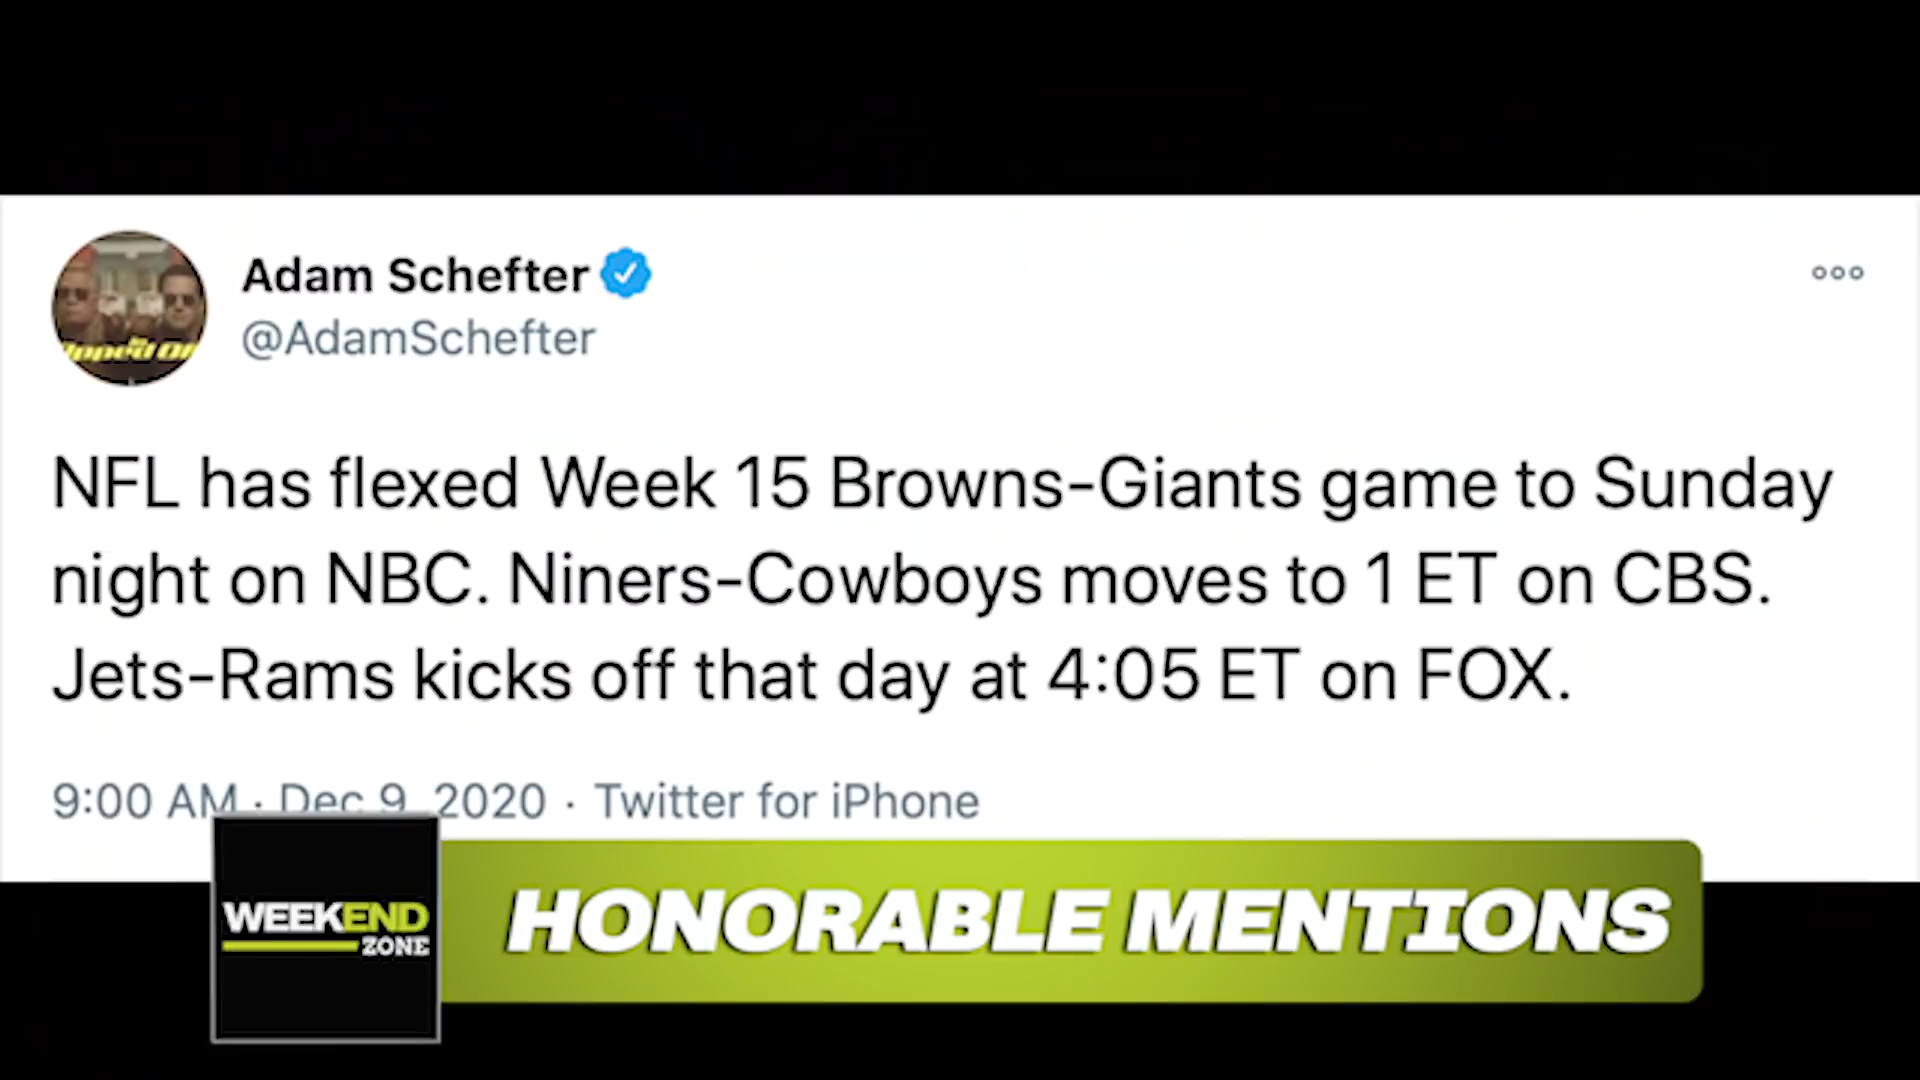 Adam Schefter
@AdamSchefter
NFL has flexed Week 15 Browns-Giants game to Sunday
night on NBC. Niners-Cowboys moves to 1 ET on CBS.
Jets-Rams kicks off that day at 4:05 ET on FOX.
9:00 AM · Dec 9, 2020 · Twitter for iPhone
WEEKEND
ZONE
HONORABLE MENTIONS